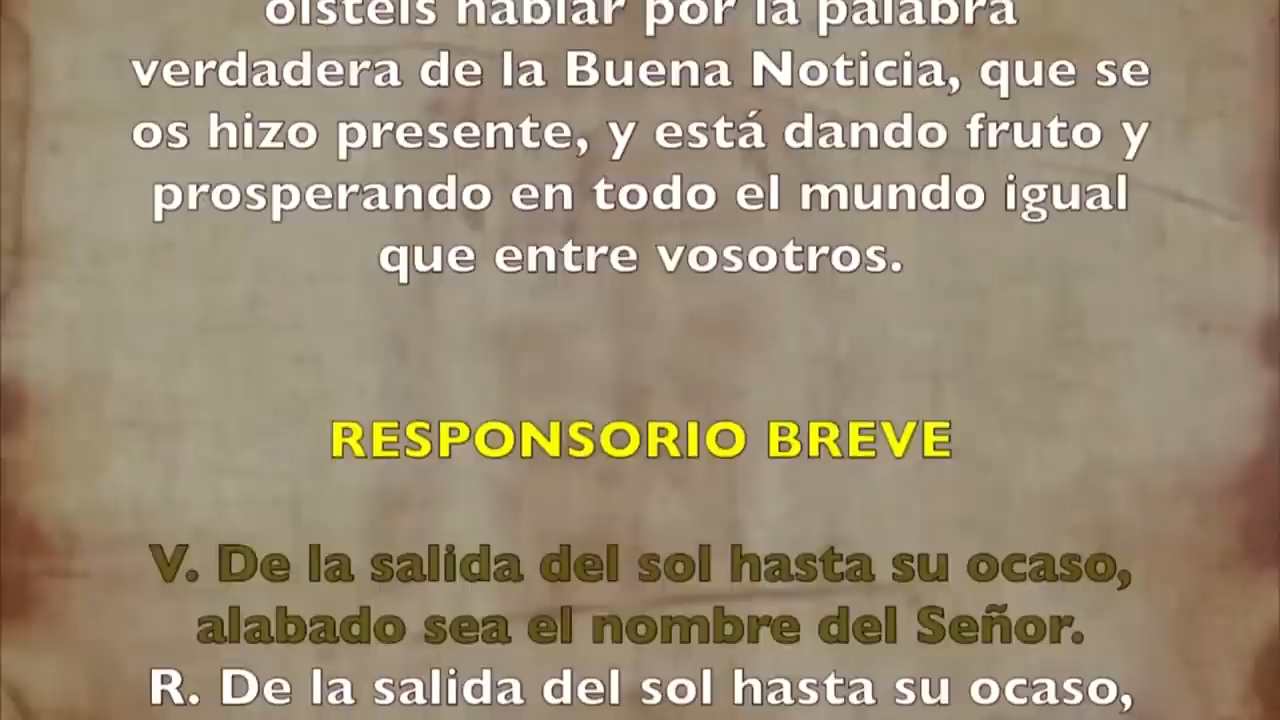 oísteis hablar por la palabra
verdadera de la Buena Noticia, que se
os hizo presente, y está dando fruto y
prosperando en todo el mundo igual
que entre vosotros.
RESPONSORIO BREVE
V. De la salida del sol hasta su ocaso,
alabado sea el nombre del Señor.
R. De la salida del sol hasta su ocaso,